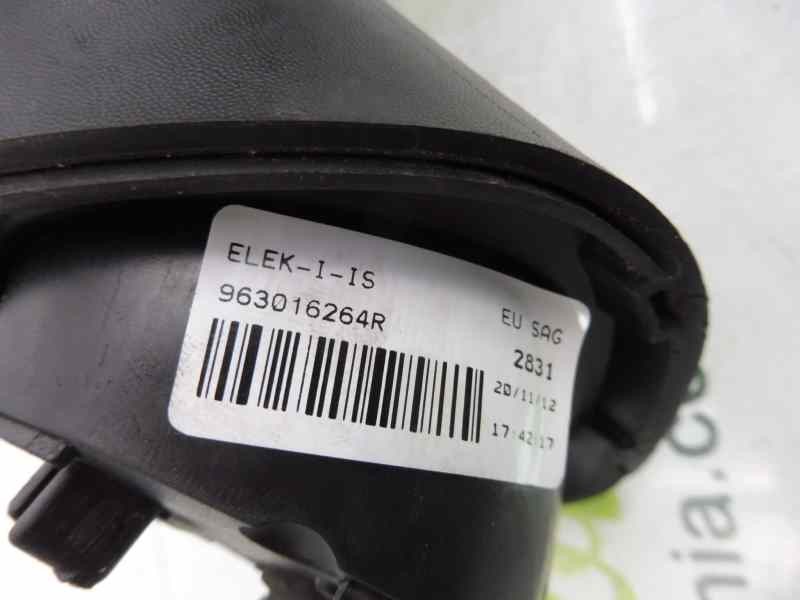 ELEK-I-IS
963016264R
EU SAG
2831
20/11/12
17:42:17